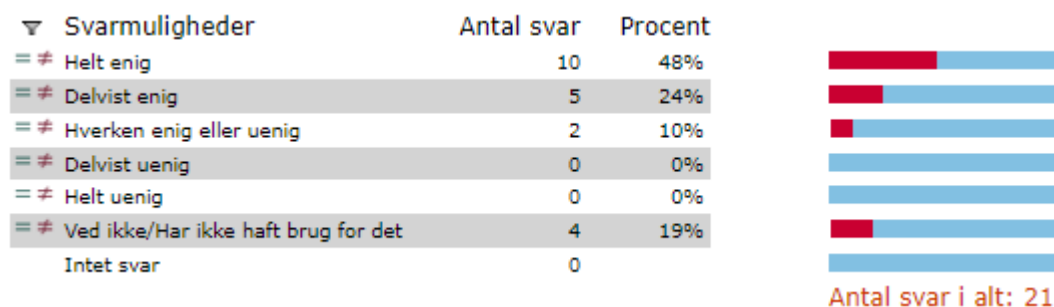 Svarmuligheder Antal svar Procent
= ≠ Helt enig 10 48%
= ≠ Delvist enig 5 24%
= ≠ Hverken enig eller uenig 2 10%
= ≠ Delvist uenig 0 0%
= ≠ Helt uenig 0 0%
= ≠ Ved ikke/Har ikke haft brug for det 4 19%
Intet svar 0
Antal svar i alt: 21